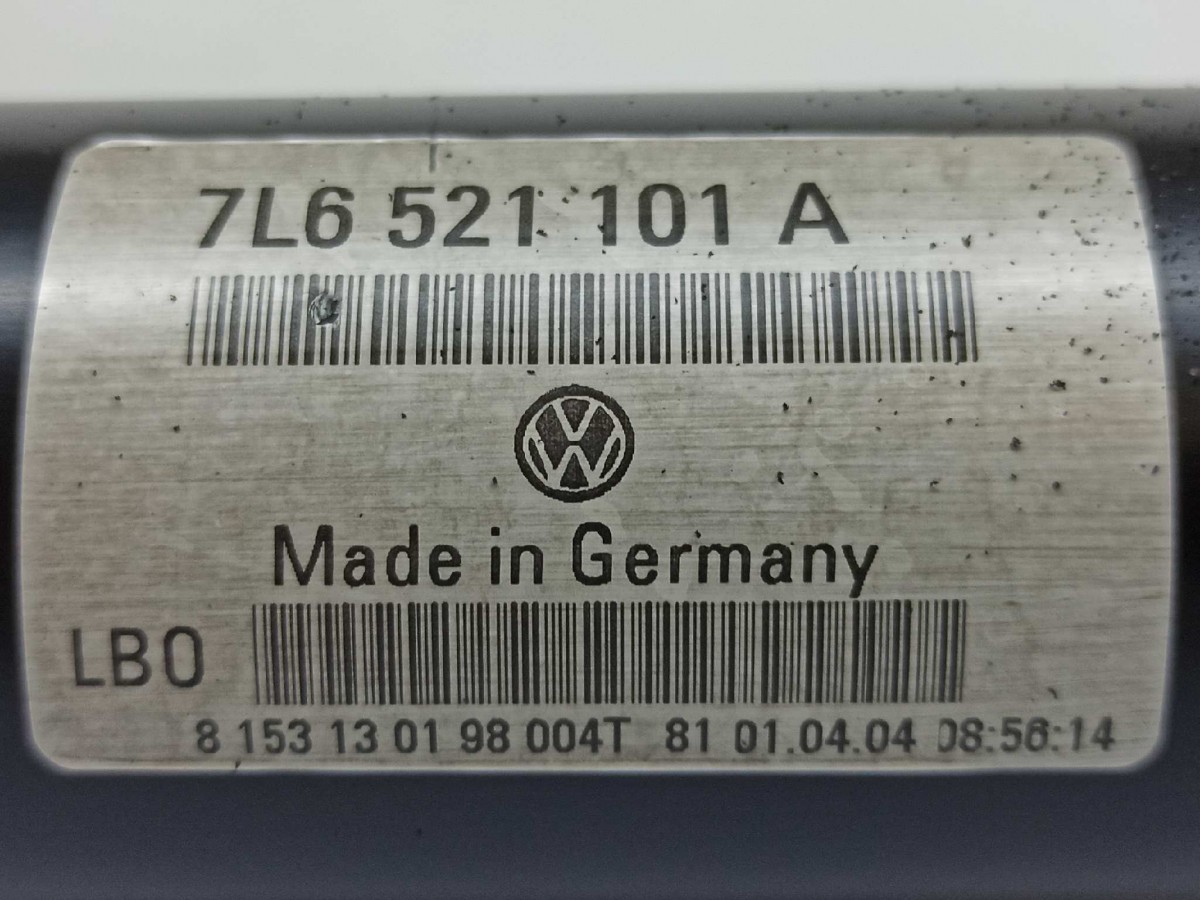 7L6 521 101 A
Made in Germany
LBO
8 153 13 01 98 004T 81 01.04.04 08:56:14